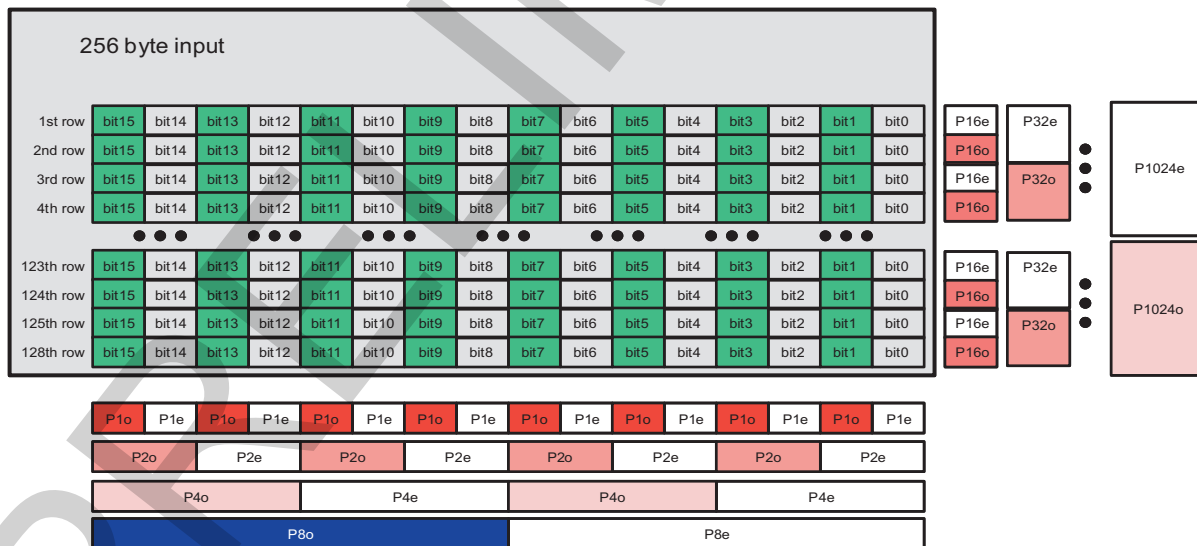 256 byte input
1st row bit15 bit14 bit13 bit12 bit11 bit10 bit9 bit8 bit7 bit6 bit5 bit4 bit3 bit2 bit1 bit0 P16e P32e
2nd row bit15 bit14 bit13 bit12 bit11 bit10 bit9 bit8 bit7 bit6 bit5 bit4 bit3 bit2 bit1 bit0 P16o
3rd row bit15 bit14 bit13 bit12 bit11 bit10 bit9 bit8 bit7 bit6 bit5 bit4 bit3 bit2 bit1 bit0 P16e P32o P1024e
4th row bit15 bit14 bit13 bit12 bit11 bit10 bit9 bit8 bit7 bit6 bit5 bit4 bit3 bit2 bit1 bit0 P16o
123th row bit15 bit14 bit13 bit12 bit11 bit10 bit9 bit8 bit7 bit6 bit5 bit4 bit3 bit2 bit1 bit0 P16e P32e
124th row bit15 bit14 bit13 bit12 bit11 bit10 bit9 bit8 bit7 bit6 bit5 bit4 bit3 bit2 bit1 bit0 P16o
125th row bit15 bit14 bit13 bit12 bit11 bit10 bit9 bit8 bit7 bit6 bit5 bit4 bit3 bit2 bit1 bit0 P16e P32o P1024o
128th row bit15 bit14 bit13 bit12 bit11 bit10 bit9 bit8 bit7 bit6 bit5 bit4 bit3 bit2 bit1 bit0 P16o
P1o P1e P1o P1e P1o P1e P1o P1e P1o P1e P1o P1e P1o P1e P1o P1e
P2o P2e P2o P2e P2o P2e P2o P2e
P4o P4e P4o P4e
P8o P8e